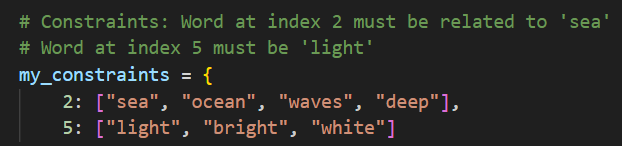 # Constraints: Word at index 2 must be related to 'sea'
# Word at index 5 must be 'light'
my_constraints = {
    2: ["sea", "ocean", "waves", "deep"],
    5: ["light", "bright", "white"]